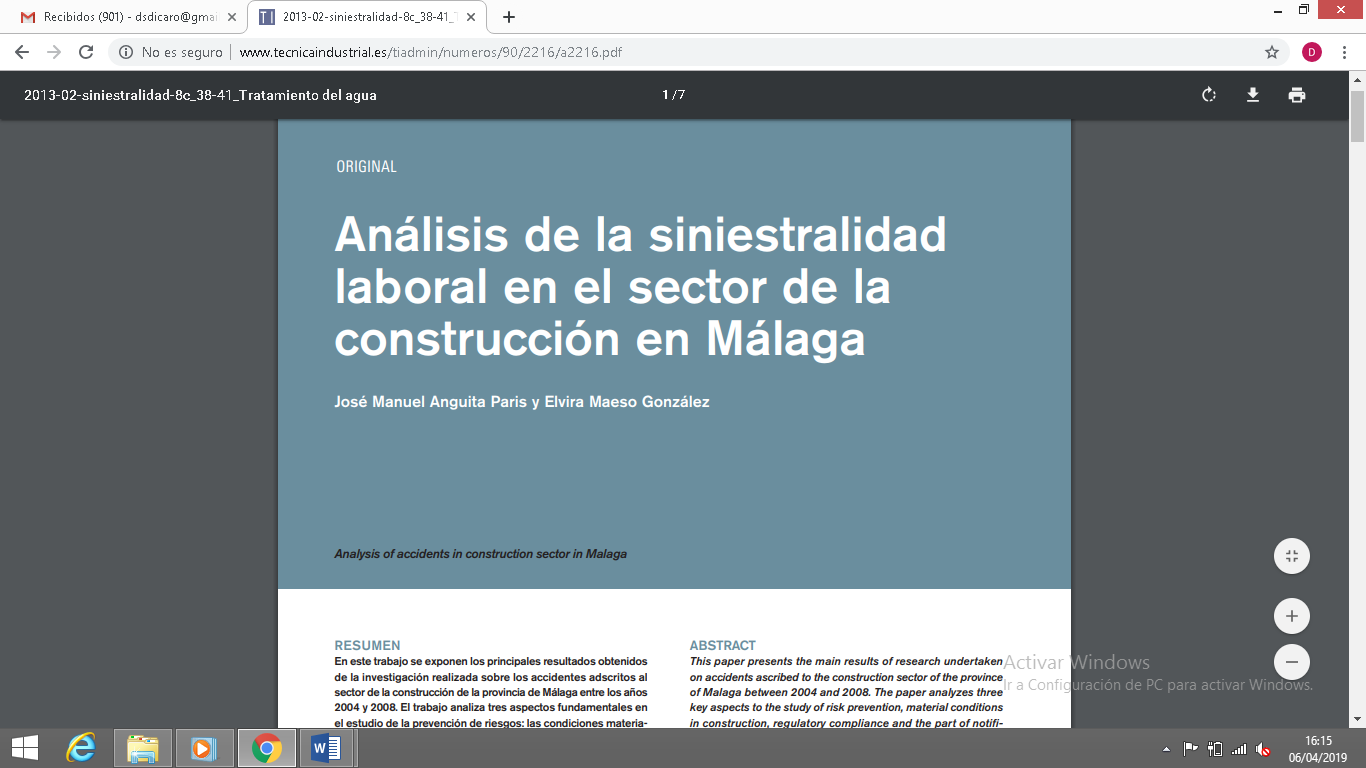 Recibidos (901) - dsdicaro@gmai
2013-02-siniestralidad-8c_38-41_T
No es seguro
www.tecnicaindustrial.es/tiadmin/numeros/90/2216/a2216.pdf
D
2013-02-siniestralidad-8c_38-41_Tratamiento del agua
1 / 7
ORIGINAL
Análisis de la siniestralidad
laboral en el sector de la
construcción en Málaga
José Manuel Anguita Paris y Elvira Maeso González
Analysis of accidents in construction sector in Malaga
RESUMEN
En este trabajo se exponen los principales resultados obtenidos
de la investigación realizada sobre los accidentes adscritos al
sector de la construcción de la provincia de Málaga entre los años
2004 y 2008. El trabajo analiza tres aspectos fundamentales en
el estudio de la prevención de riesgos: las condiciones materia-
ABSTRACT
This paper presents the main results of research undertaken
on accidents ascribed to the construction sector of the province
of Malaga between 2004 and 2008. The paper analyzes three
key aspects to the study of risk prevention, material conditions
in construction, regulatory compliance and the part of notifi-
Activar Windows
Ir a Configuración de PC para activar Windows.
16:15
06/04/2019